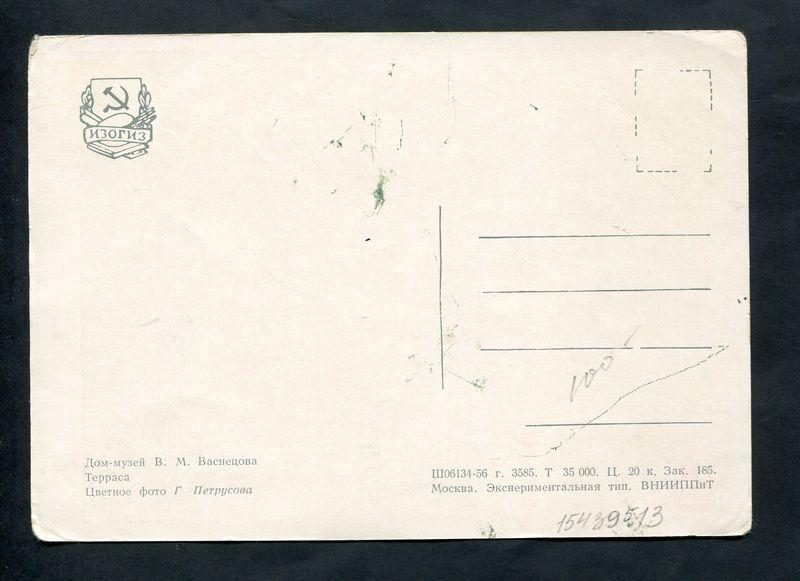 ИЗОГИЗ
100
Дом-музей В. М. Васнецова
Терраса
Цветное фото Г Петрусова
Ш06134-56 г. 3585. Т 35 000. Ц. 20 к. Зак. 185.
Москва. Экспериментальная тип. ВНИИППиТ
15439513